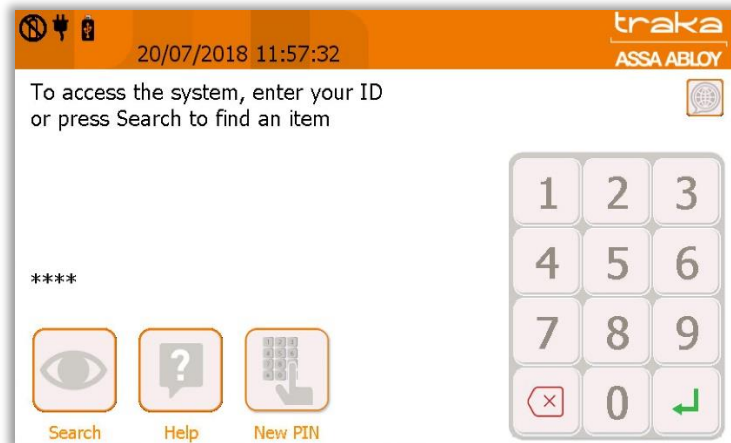 20/07/2018 11:57:32
traka
ASSA ABLOY
To access the system, enter your ID
or press Search to find an item
1 2 3
4 5 6
****
7 8 9
0
Search Help New PIN